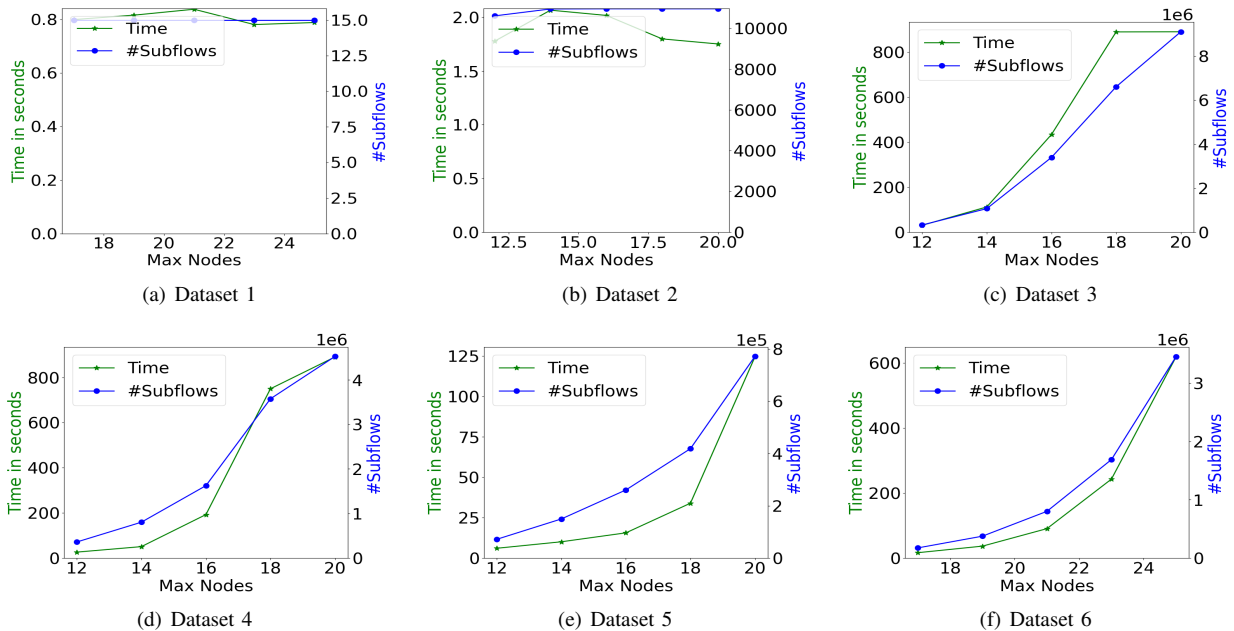 0.8
0.6
0.4
0.2
0.0
Time in seconds
Time
#Subflows
15.0
12.5
10.0
7.5
5.0
2.5
0.0
#Subflows
18 20 22 24
Max Nodes
(a) Dataset 1
2.0
1.5
1.0
0.5
0.0
Time in seconds
Time
#Subflows
10000
8000
6000
4000
2000
0
#Subflows
12.5 15.0 17.5 20.0
Max Nodes
(b) Dataset 2
1e6
800
600
400
200
0
Time in seconds
Time
#Subflows
8
6
4
2
0
#Subflows
12 14 16 18 20
Max Nodes
(c) Dataset 3
1e6
800
600
400
200
0
Time in seconds
Time
#Subflows
4
3
2
1
0
#Subflows
12 14 16 18 20
Max Nodes
(d) Dataset 4
1e5
125
100
75
50
25
0
Time in seconds
Time
#Subflows
8
6
4
2
0
#Subflows
12 14 16 18 20
Max Nodes
(e) Dataset 5
1e6
600
400
200
0
Time in seconds
Time
#Subflows
3
2
1
0
#Subflows
18 20 22 24
Max Nodes
(f) Dataset 6